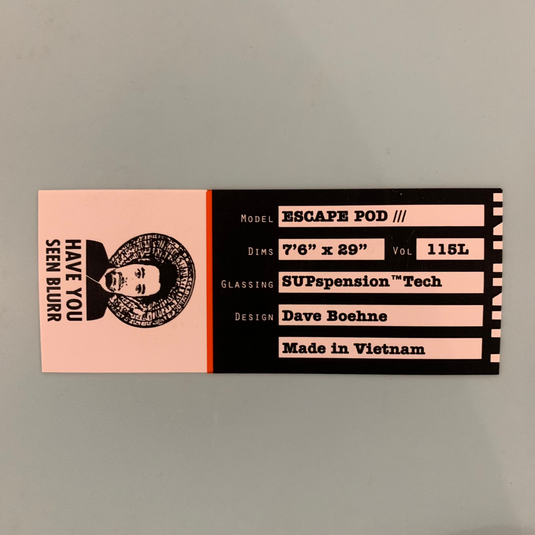 HAVE YOU
SEEN BLURR
MODEL ESCAPE POD ///
DIMS 7'6" x 29" VOL 115L
GLASSING SUPspension™Tech
DESIGN Dave Boehne
Made in Vietnam